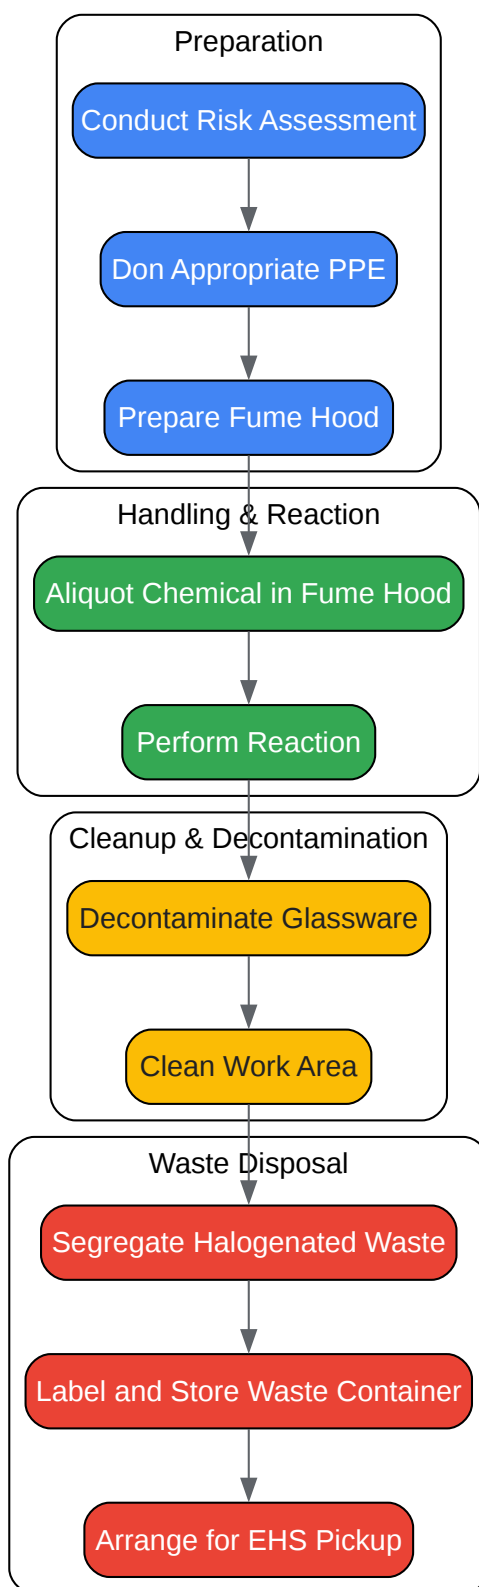 Preparation
Conduct Risk Assessment
Don Appropriate PPE
Prepare Fume Hood
Handling & Reaction
Aliquot Chemical in Fume Hood
Perform Reaction
Cleanup & Decontamination
Decontaminate Glassware
Clean Work Area
Waste Disposal
Segregate Halogenated Waste
Label and Store Waste Container
Arrange for EHS Pickup